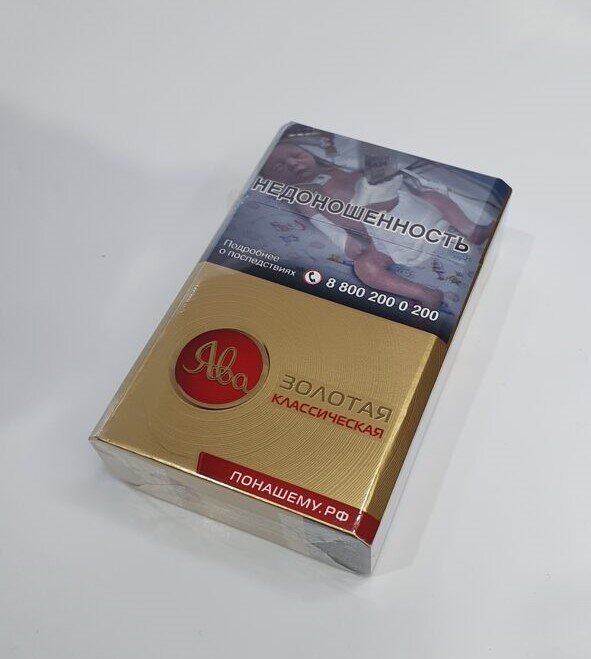 НЕДОНОШЕННОСТЬ
Подробнее
о последствиях
8 800 200 0 200
Ява
ЗОЛОТАЯ
КЛАССИЧЕСКАЯ
ПОНАШЕМУ.РФ